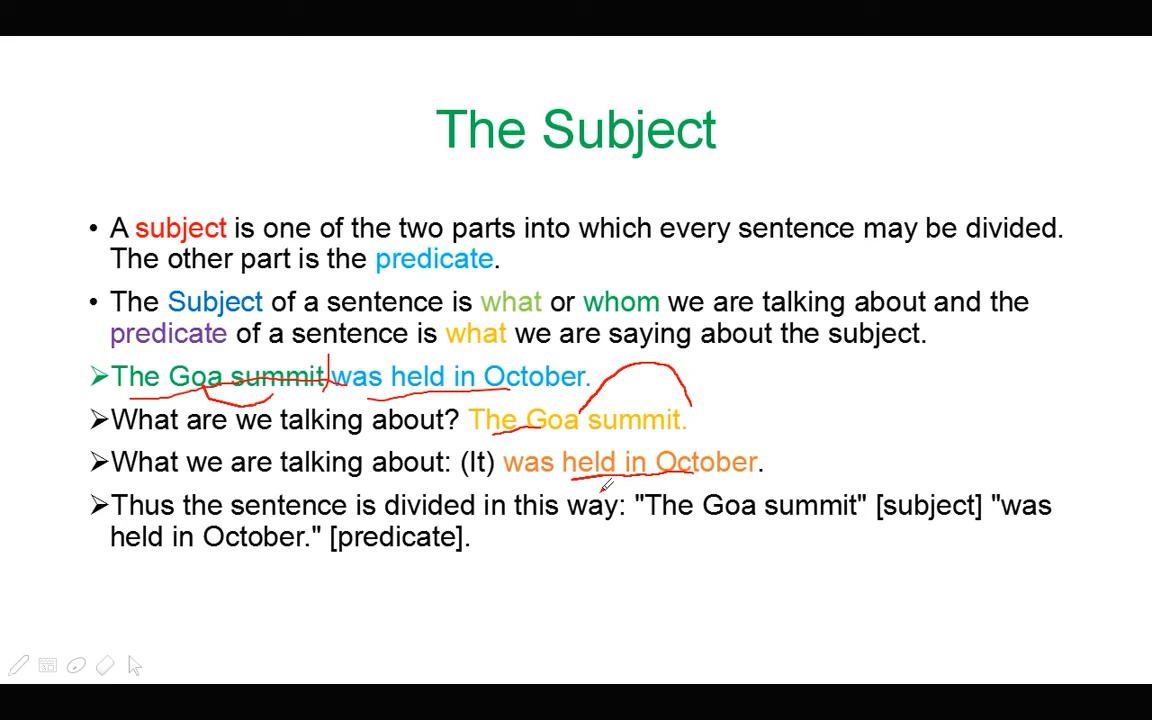 The Subject
• A subject is one of the two parts into which every sentence may be divided.
The other part is the predicate.
• The Subject of a sentence is what or whom we are talking about and the
predicate of a sentence is what we are saying about the subject.
➢The Goa summit was held in October.
➢What are we talking about? The Goa summit.
➢What we are talking about: (It) was held in October.
➢Thus the sentence is divided in this way: "The Goa summit" [subject] "was
held in October." [predicate].